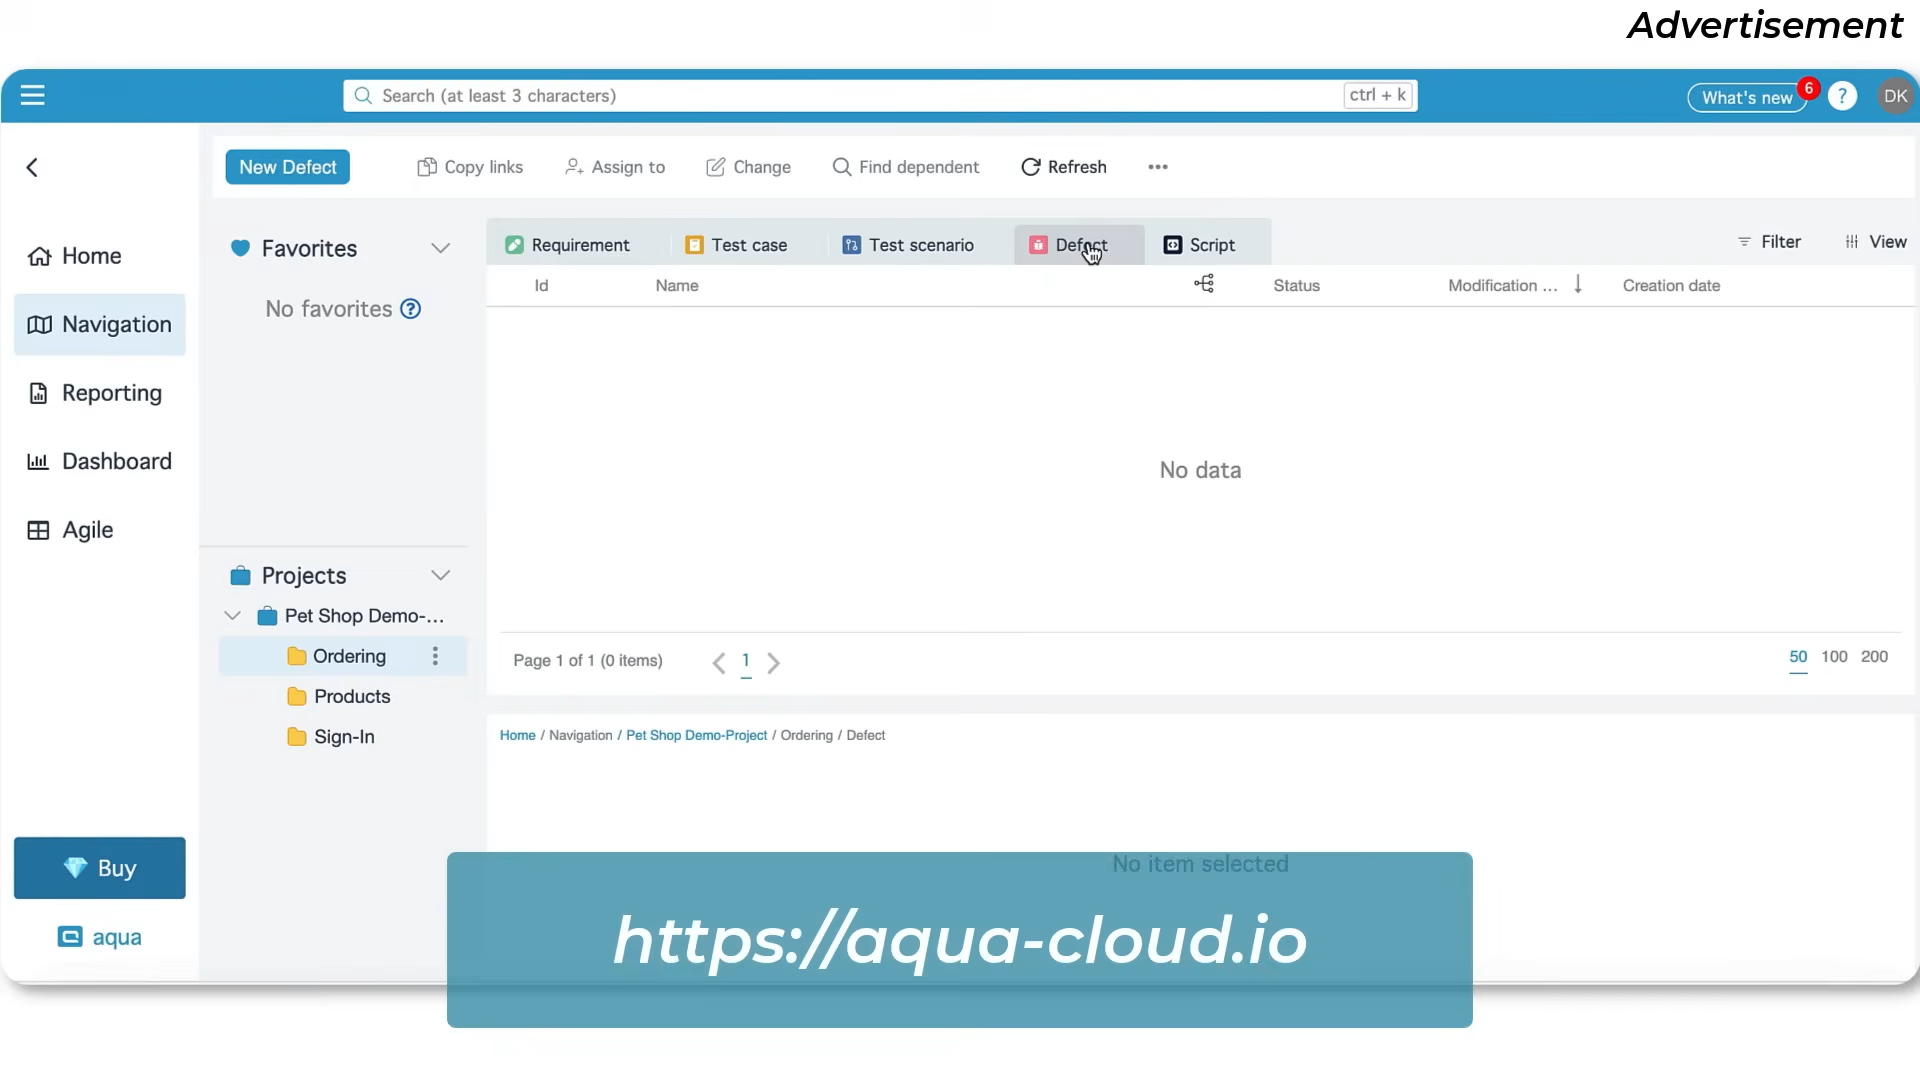 Advertisement
Search (at least 3 characters)
ctrl + k
What's new
6
?
DK
New Defect
Copy links
Assign to
Change
Find dependent
Refresh
Home
Navigation
Reporting
Dashboard
Agile
Buy
aqua
Favorites
No favorites ?
Projects
Pet Shop Demo-...
Ordering
Products
Sign-In
Requirement
Test case
Test scenario
Defect
Script
Filter
View
Id
Name
Status
Modification ...
Creation date
No data
Page 1 of 1 (0 items)
1
50 100 200
Home / Navigation / Pet Shop Demo-Project / Ordering / Defect
No item selected
https://aqua-cloud.io